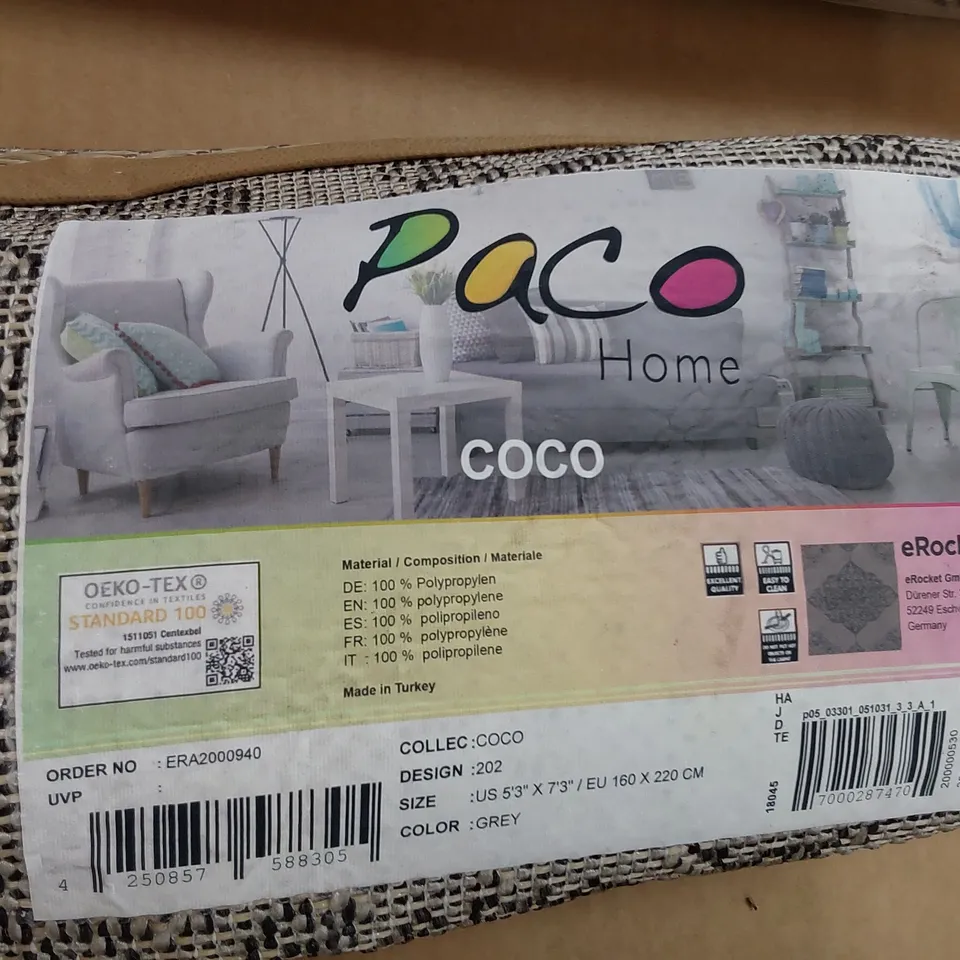 Paco
Home
COCO
OEKO-TEX®
CONFIDENCE IN TEXTILES
STANDARD 100
1511051 Centexbel
Tested for harmful substances
www.oeko-tex.com/standard100
Material / Composition / Materiale
DE: 100 % Polypropylen
EN: 100 % polypropylene
ES: 100 % polipropileno
FR: 100 % polypropylène
IT : 100 % polipropilene
Made in Turkey
EXCELLENT
QUALITY
EASY TO
CLEAN
eRock
eRocket Gm
Dürener Str.
52249 Esch
Germany
ORDER NO : ERA2000940
UVP :
4 250857 588305
COLLEC :COCO
DESIGN :202
SIZE :US 5'3" X 7'3" / EU 160 X 220 CM
COLOR :GREY
HA
J
D
TE
18045
p05_03301_051031_3_3_A_1
7000287470
200000530